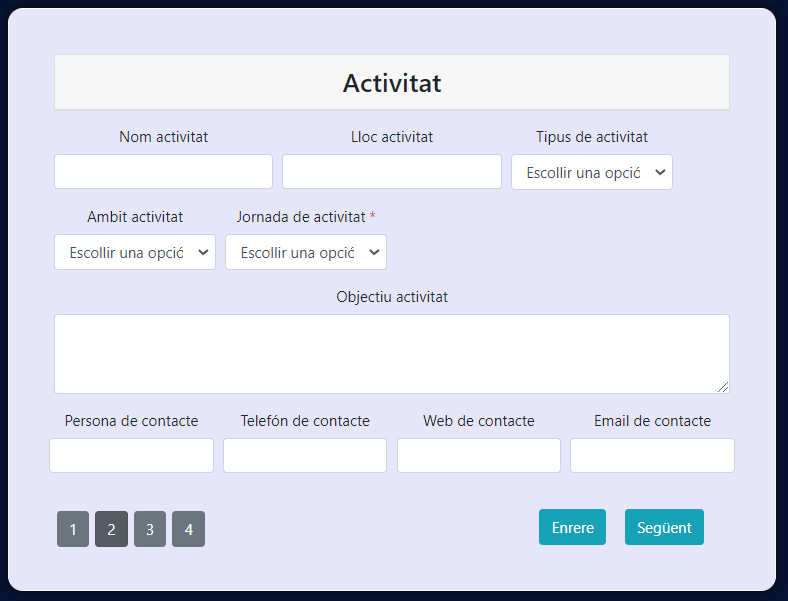 Activitat
Nom activitat Lloc activitat Tipus de activitat
Escollir una opció
Ambit activitat Jornada de activitat *
Escollir una opció Escollir una opció
Objectiu activitat
Persona de contacte Telefón de contacte Web de contacte Email de contacte
1 2 3 4 Enrere Següent